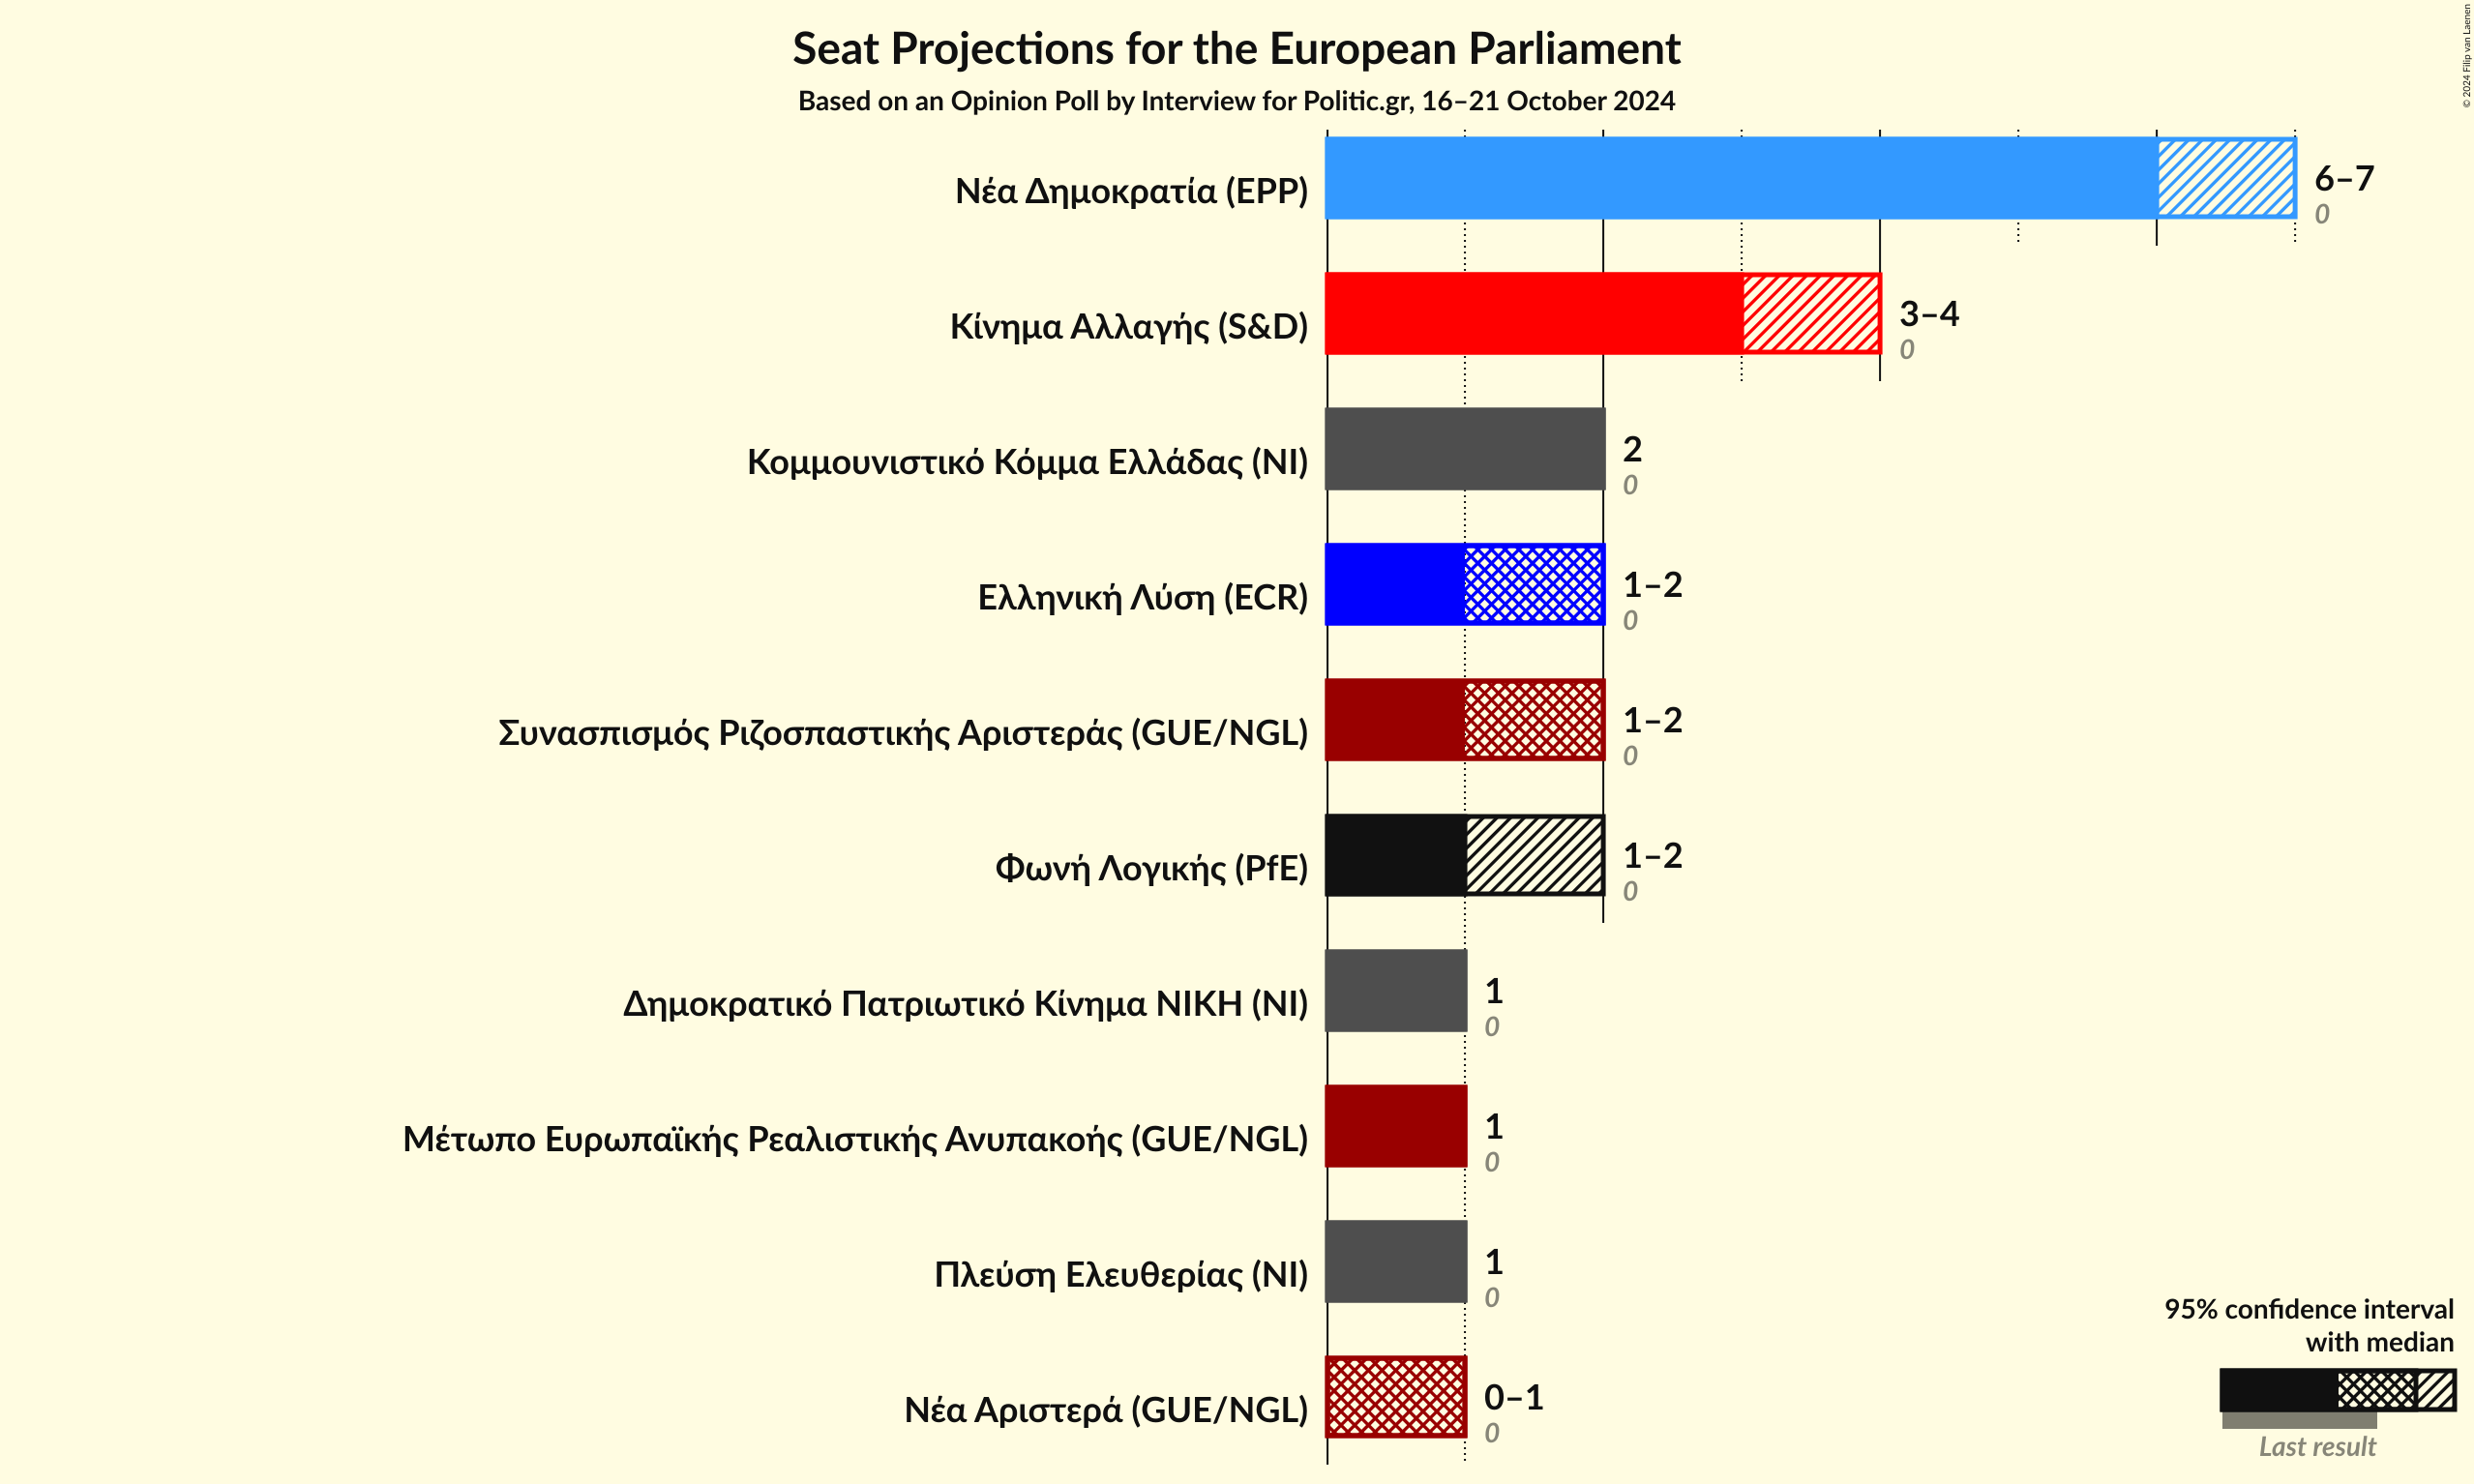 © 2024 Filip van Laenen
Seat Projections for the European Parliament
Based on an Opinion Poll by Interview for Politic.gr, 16–21 October 2024
Νέα Δημοκρατία (EPP)
6–7
0
Κίνημα Αλλαγής (S&D)
3–4
0
Κομμουνιστικό Κόμμα Ελλάδας (NI)
2
0
Ελληνική Λύση (ECR)
1–2
0
Συνασπισμός Ριζοσπαστικής Αριστεράς (GUE/NGL)
1–2
0
Φωνή Λογικής (PfE)
1–2
0
Δημοκρατικό Πατριωτικό Κίνημα ΝΙΚΗ (NI)
1
0
Μέτωπο Ευρωπαϊκής Ρεαλιστικής Ανυπακοής (GUE/NGL)
1
0
Πλεύση Ελευθερίας (NI)
1
0
Νέα Αριστερά (GUE/NGL)
0–1
0
95% confidence interval
with median
Last result